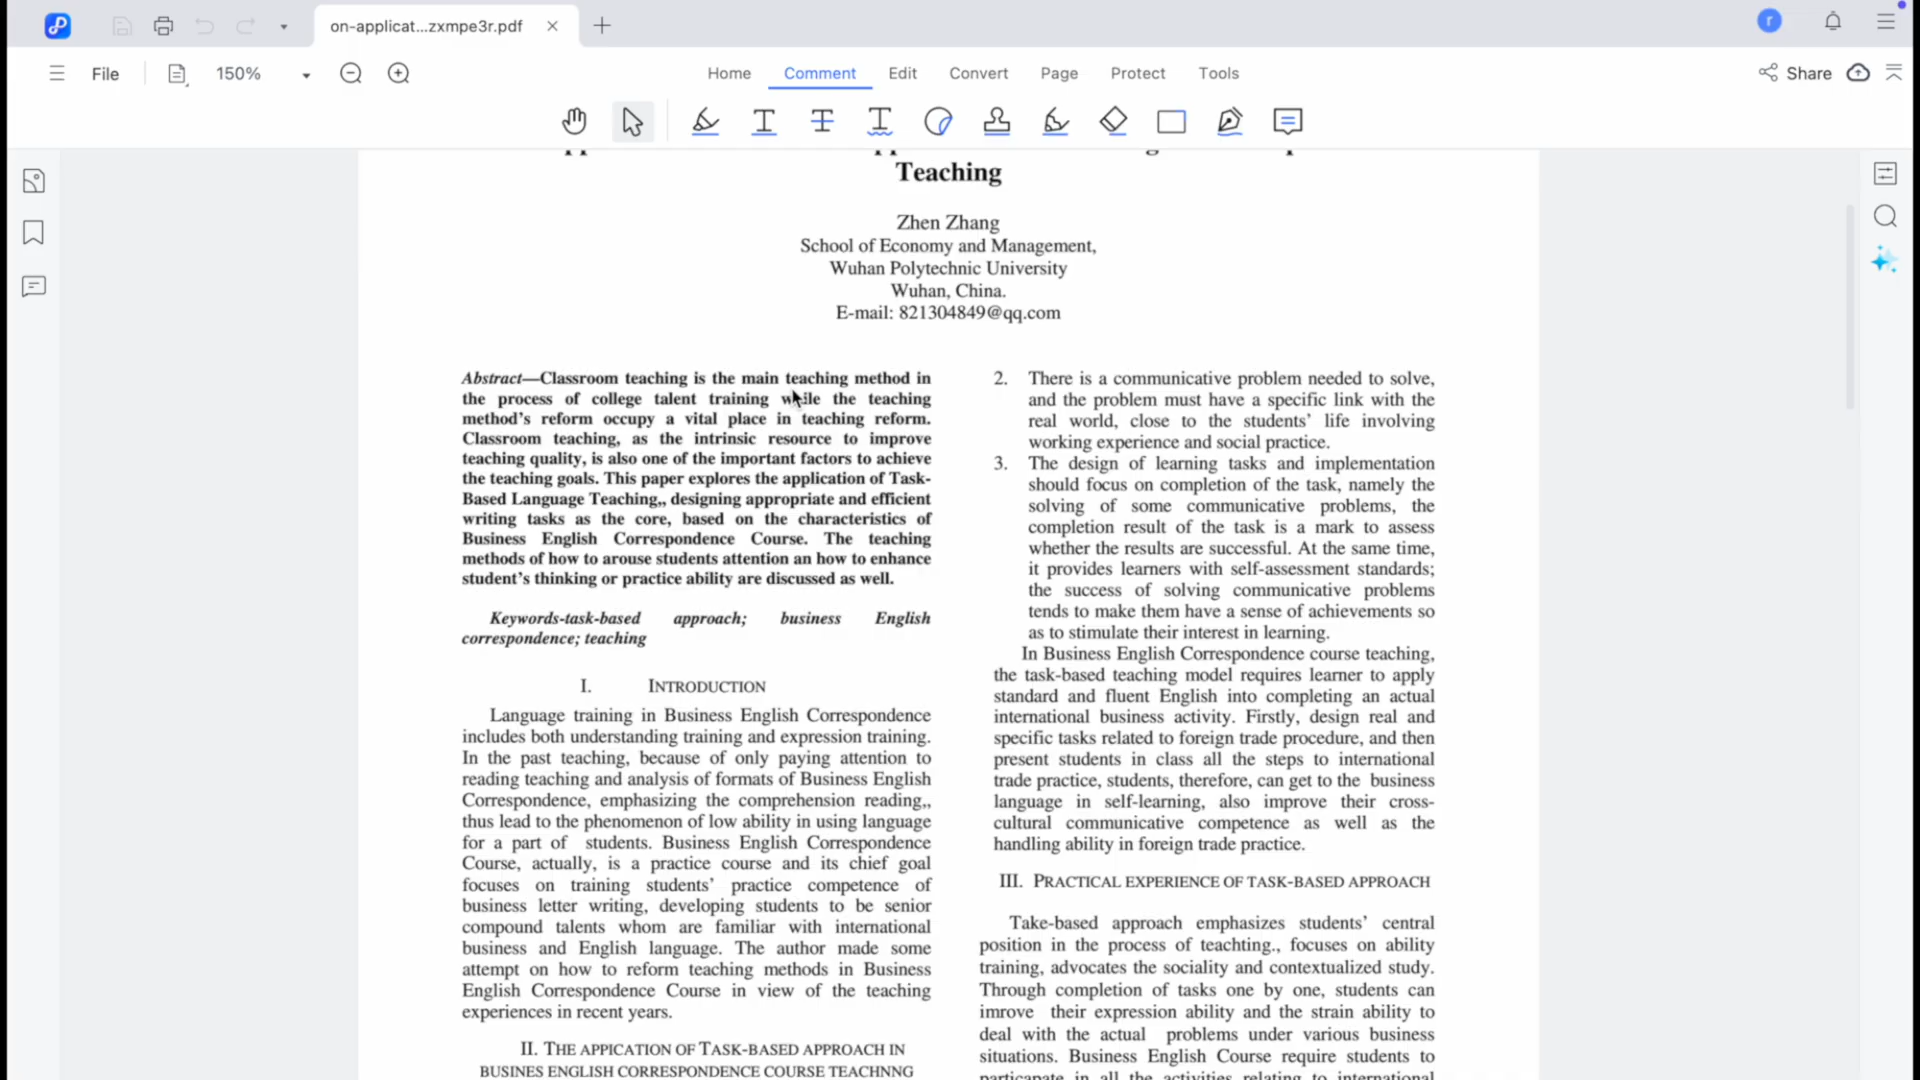 on-applicat...zxmpe3r.pdf
r
File
150%
Home
Comment
Edit
Convert
Page
Protect
Tools
Share
Teaching
Zhen Zhang
School of Economy and Management,
Wuhan Polytechnic University
Wuhan, China.
E-mail: 821304849@qq.com
Abstract—Classroom teaching is the main teaching method in
the process of college talent training while the teaching
method's reform occupy a vital place in teaching reform.
Classroom teaching, as the intrinsic resource to improve
teaching quality, is also one of the important factors to achieve
the teaching goals. This paper explores the application of Task-
Based Language Teaching,, designing appropriate and efficient
writing tasks as the core, based on the characteristics of
Business English Correspondence Course. The teaching
methods of how to arouse students attention an how to enhance
student's thinking or practice ability are discussed as well.
Keywords-task-based approach; business English
correspondence; teaching
I. INTRODUCTION
Language training in Business English Correspondence
includes both understanding training and expression training.
In the past teaching, because of only paying attention to
reading teaching and analysis of formats of Business English
Correspondence, emphasizing the comprehension reading,,
thus lead to the phenomenon of low ability in using language
for a part of students. Business English Correspondence
Course, actually, is a practice course and its chief goal
focuses on training students' practice competence of
business letter writing, developing students to be senior
compound talents whom are familiar with international
business and English language. The author made some
attempt on how to reform teaching methods in Business
English Correspondence Course in view of the teaching
experiences in recent years.
II. THE APPICATION OF TASK-BASED APPROACH IN
BUSINES ENGLISH CORRESPONDENCE COURSE TEACHNNG
2. There is a communicative problem needed to solve,
and the problem must have a specific link with the
real world, close to the students' life involving
working experience and social practice.
3. The design of learning tasks and implementation
should focus on completion of the task, namely the
solving of some communicative problems, the
completion result of the task is a mark to assess
whether the results are successful. At the same time,
it provides learners with self-assessment standards;
the success of solving communicative problems
tends to make them have a sense of achievements so
as to stimulate their interest in learning.
In Business English Correspondence course teaching,
the task-based teaching model requires learner to apply
standard and fluent English into completing an actual
international business activity. Firstly, design real and
specific tasks related to foreign trade procedure, and then
present students in class all the steps to international
trade practice, students, therefore, can get to the business
language in self-learning, also improve their cross-
cultural communicative competence as well as the
handling ability in foreign trade practice.
III. PRACTICAL EXPERIENCE OF TASK-BASED APPROACH
Take-based approach emphasizes students' central
position in the process of teachting., focuses on ability
training, advocates the sociality and contextualized study.
Through completion of tasks one by one, students can
imrove their expression ability and the strain ability to
deal with the actual problems under various business
situations. Business English Course require students to
particapate in all the activities relating to international